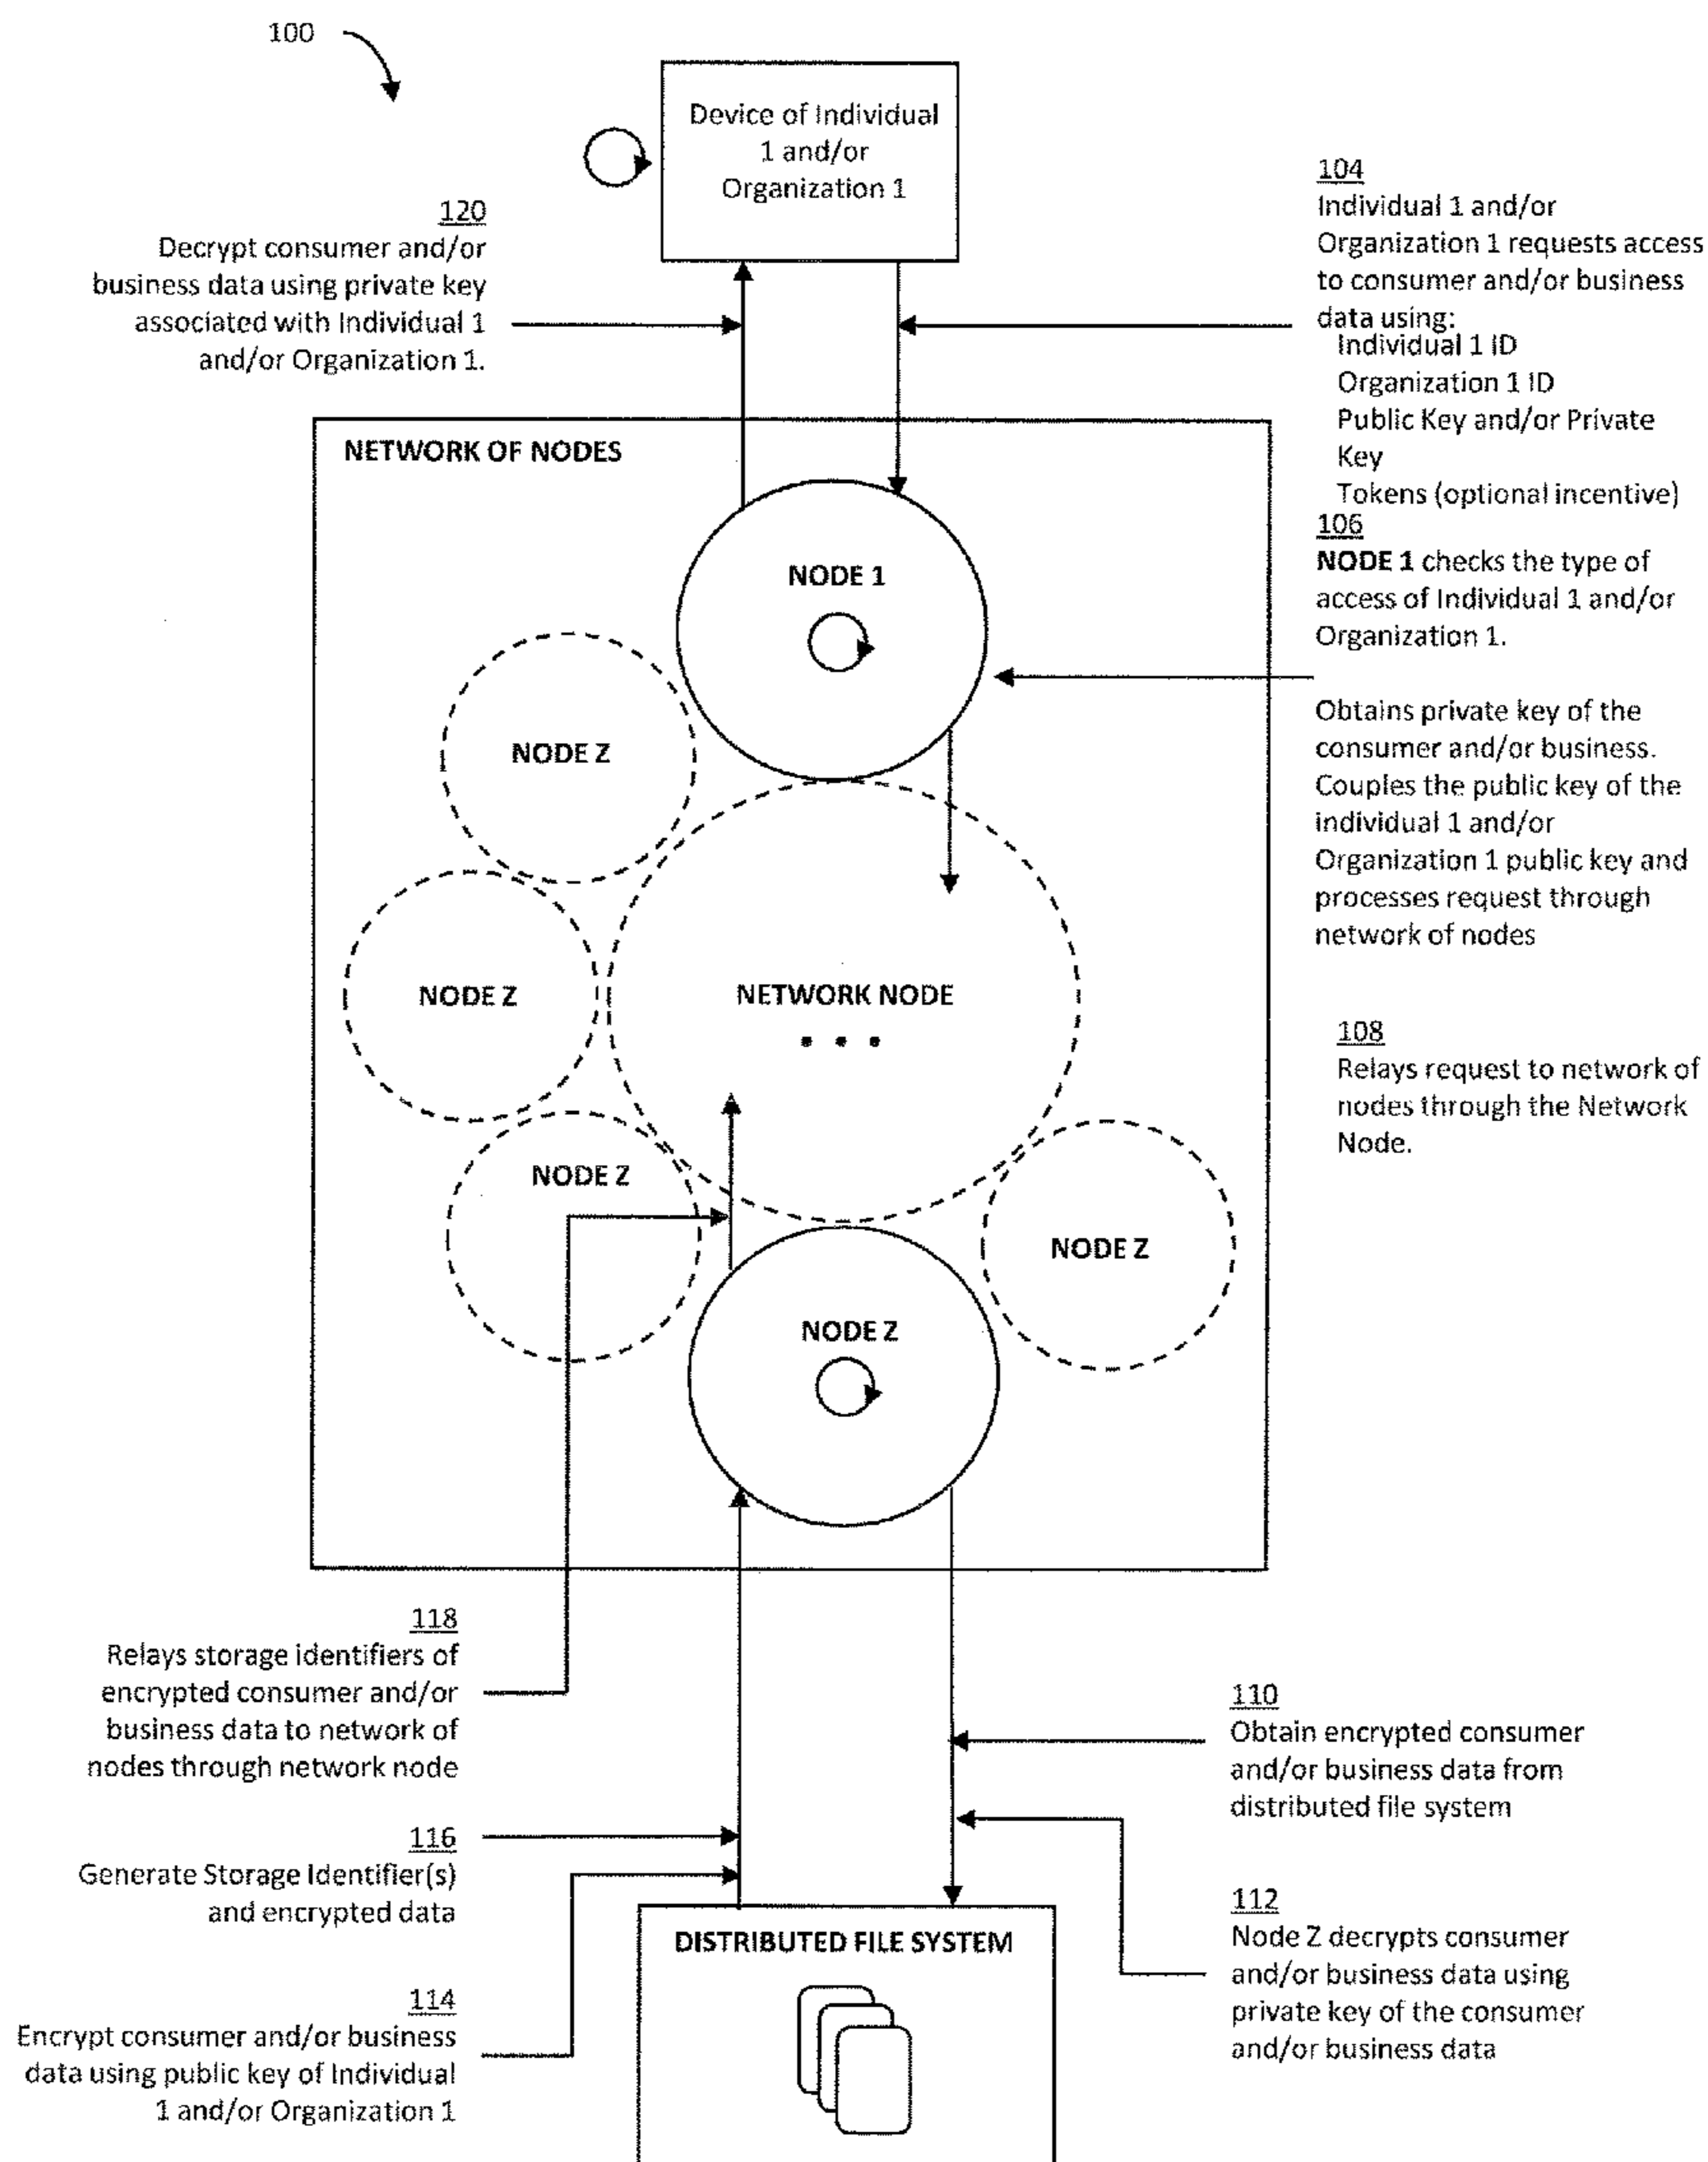 100
Device of Individual
1 and/or
Organization 1
120
Decrypt consumer and/or
business data using private key
associated with Individual 1
and/or Organization 1.
104
Individual 1 and/or
Organization 1 requests access
to consumer and/or business
data using:
Individual 1 ID
Organization 1 ID
Public Key and/or Private
Key
Tokens (optional incentive)
106
NODE 1 checks the type of
access of Individual 1 and/or
Organization 1.
Obtains private key of the
consumer and/or business.
Couples the public key of the
individual 1 and/or
Organization 1 public key and
processes request through
network of nodes
108
Relays request to network of
nodes through the Network
Node.
NETWORK OF NODES
NODE 1
NODE Z
NODE Z
NETWORK NODE
NODE Z
NODE Z
NODE Z
118
Relays storage identifiers of
encrypted consumer and/or
business data to network of
nodes through network node
110
Obtain encrypted consumer
and/or business data from
distributed file system
116
Generate Storage Identifier(s)
and encrypted data
112
Node Z decrypts consumer
and/or business data using
private key of the consumer
and/or business data
114
Encrypt consumer and/or business
data using public key of Individual
1 and/or Organization 1
DISTRIBUTED FILE SYSTEM